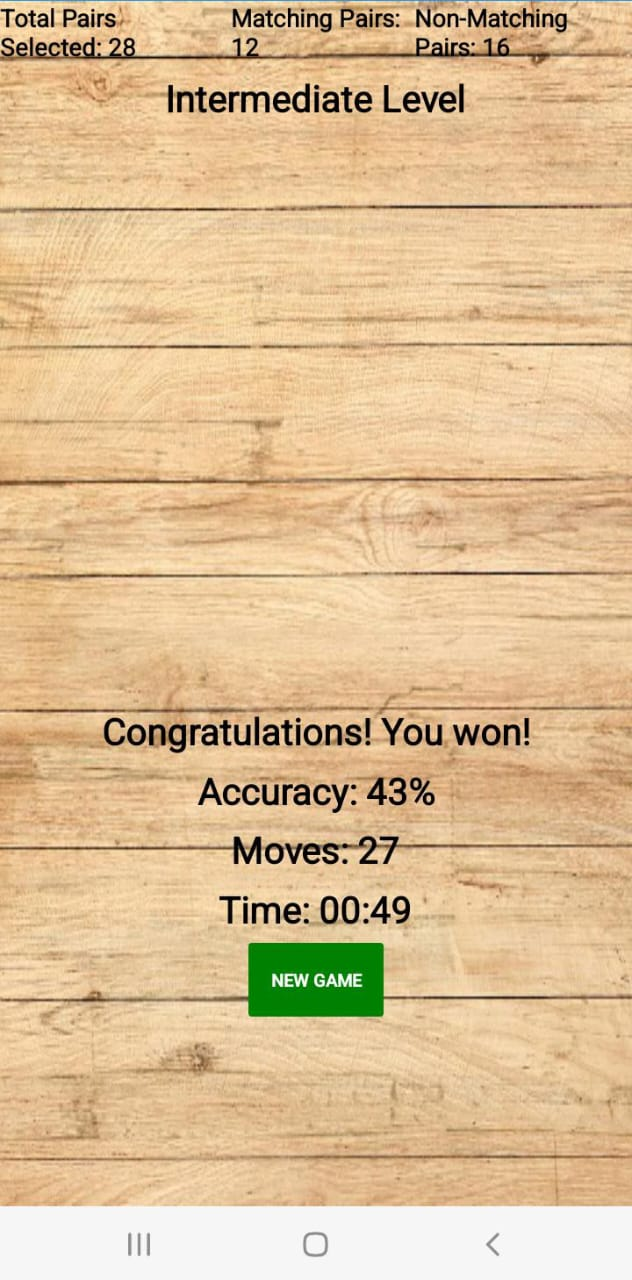 Total Pairs
Selected: 28
Matching Pairs:
12
Non-Matching
Pairs: 16
Intermediate Level
Congratulations! You won!
Accuracy: 43%
Moves: 27
Time: 00:49
NEW GAME